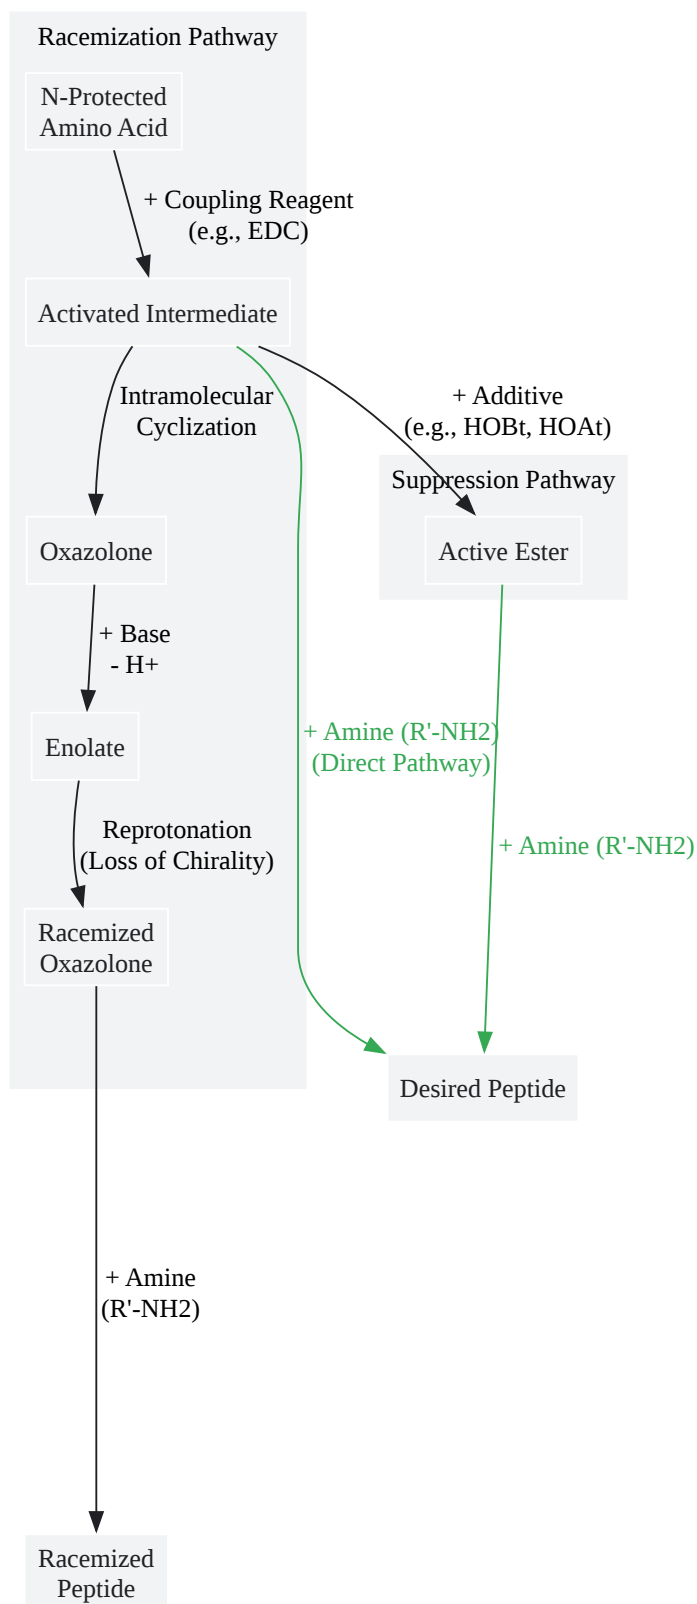 Racemization Pathway
N-Protected
Amino Acid
+ Coupling Reagent
(e.g., EDC)
Activated Intermediate
Intramolecular
Cyclization
+ Additive
(e.g., HOBt, HOAt)
Suppression Pathway
Oxazolone
Active Ester
+ Base
- H+
Enolate
+ Amine (R'-NH2)
(Direct Pathway)
Reprotonation
(Loss of Chirality)
+ Amine (R'-NH2)
Racemized
Oxazolone
Desired Peptide
+ Amine
(R'-NH2)
Racemized
Peptide